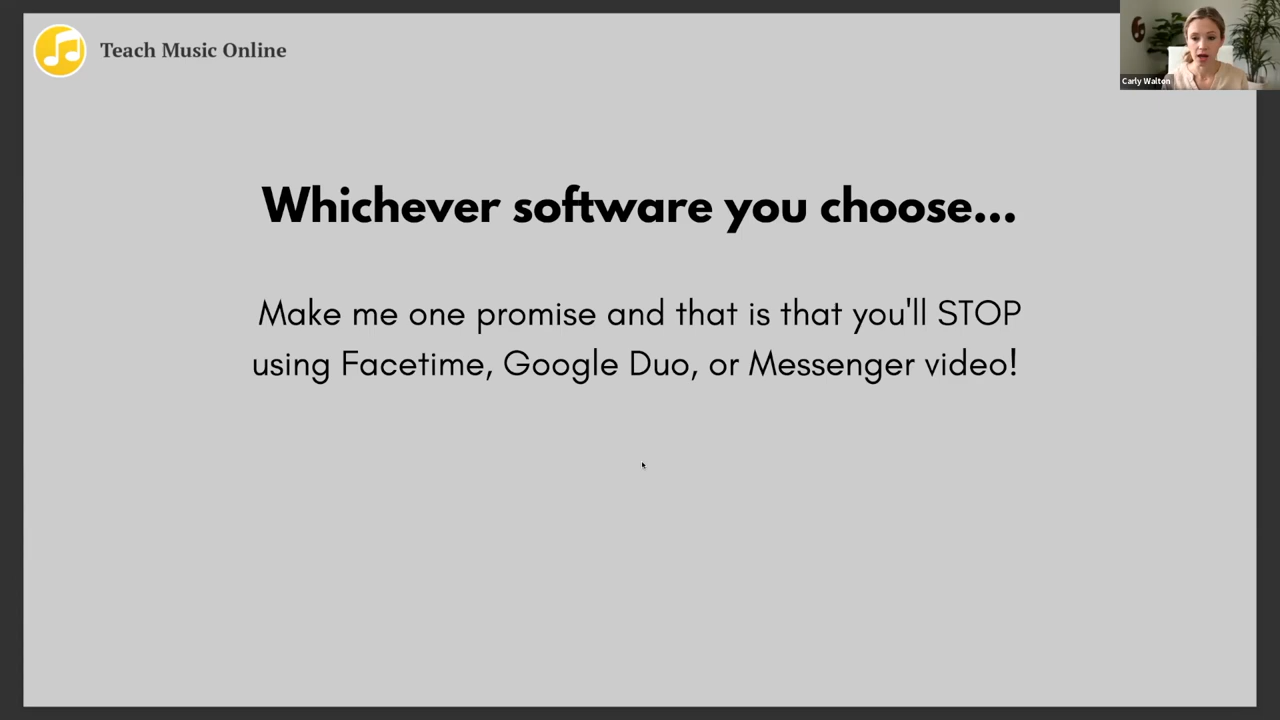 Teach Music Online
Carly Walton
Whichever software you choose...
Make me one promise and that is that you'll STOP
using Facetime, Google Duo, or Messenger video!